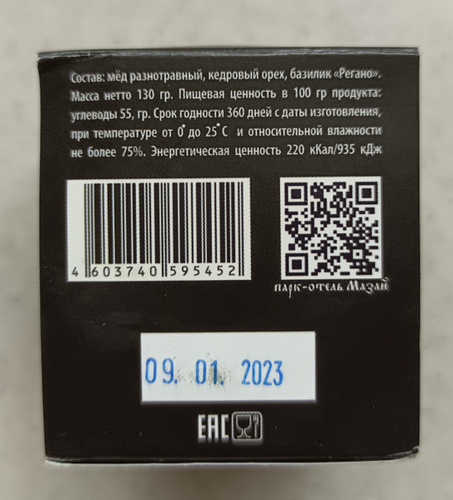 Состав: мёд разнотравный, кедровый орех, базилик «Регано».
Масса нетто 130 гр. Пищевая ценность в 100 гр продукта:
углеводы 55, гр. Срок годности 360 дней с даты изготовления,
при температуре от 0° до 25° С и относительной влажности
не более 75%. Энергетическая ценность 220 кКал/935 кДж
4 603740 595452
парк-отель Мазай
09. 01. 2023
EAC